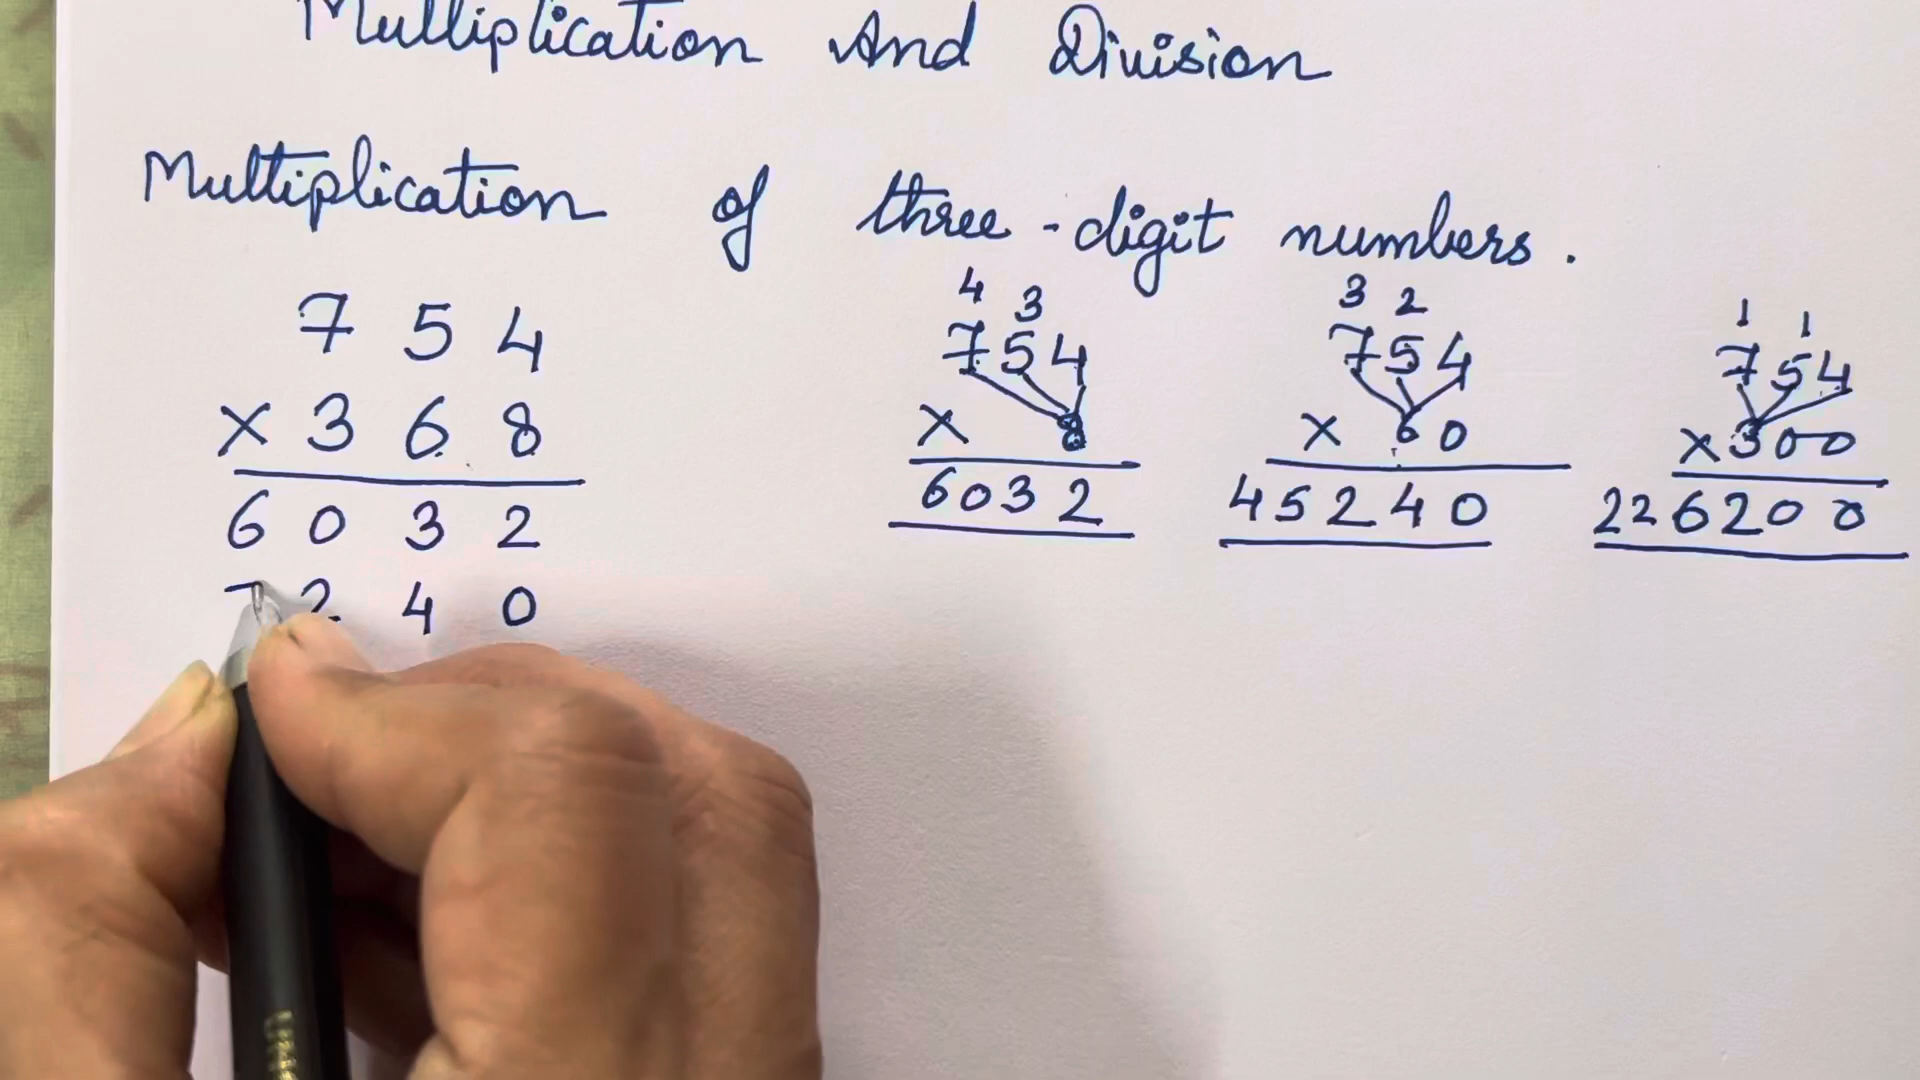 Multiplication And Division
Multiplication of three-digit numbers.
7 5 4
× 3 6 8
6 0 3 2
2 4 0
4 3
754
× 8
6032
3 2
754
× 60
45240
1 1
754
×300
226200